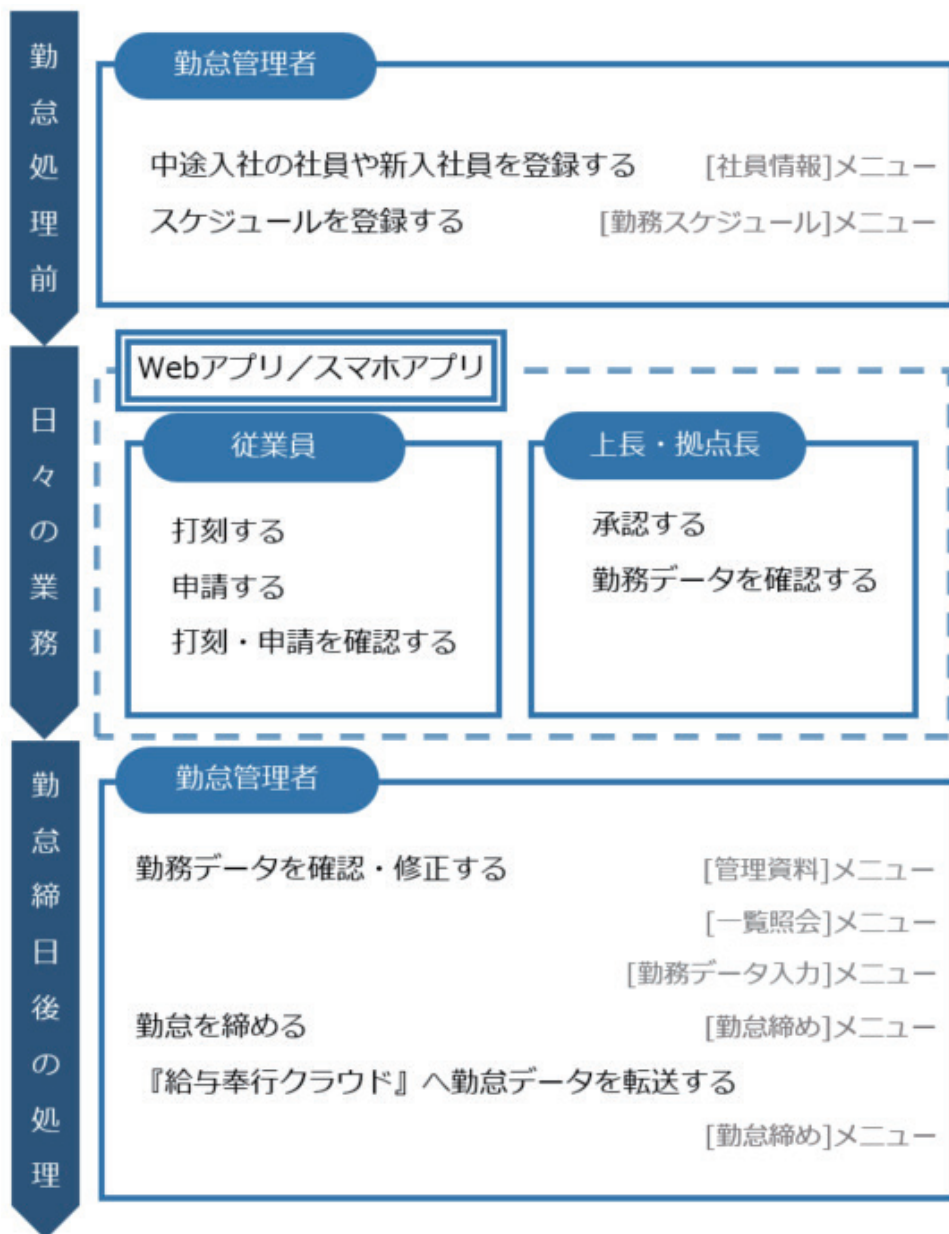 勤怠処理前
勤怠管理者
中途入社の社員や新入社員を登録する [社員情報]メニュー
スケジュールを登録する [勤務スケジュール]メニュー
日々の業務
Webアプリ／スマホアプリ
従業員
打刻する
申請する
打刻・申請を確認する
上長・拠点長
承認する
勤務データを確認する
勤怠締日後の処理
勤怠管理者
勤務データを確認・修正する [管理資料]メニュー
[一覧照会]メニュー
[勤務データ入力]メニュー
勤怠を締める [勤怠締め]メニュー
『給与奉行クラウド』へ勤怠データを転送する
[勤怠締め]メニュー